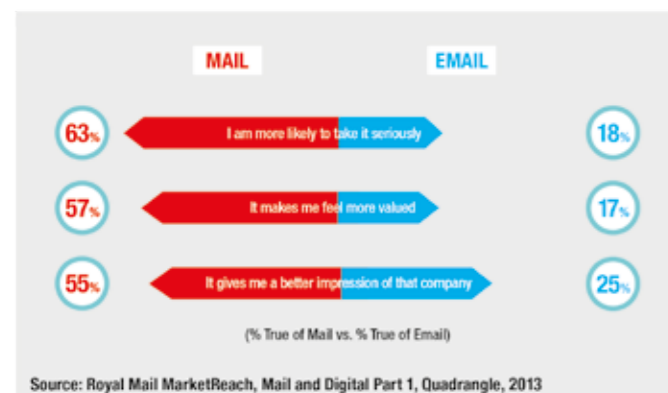 MAIL EMAIL
63% I am more likely to take it seriously 18%
57% It makes me feel more valued 17%
55% It gives me a better impression of that company 25%
(% True of Mail vs. % True of Email)
Source: Royal Mail MarketReach, Mail and Digital Part 1, Quadrangle, 2013